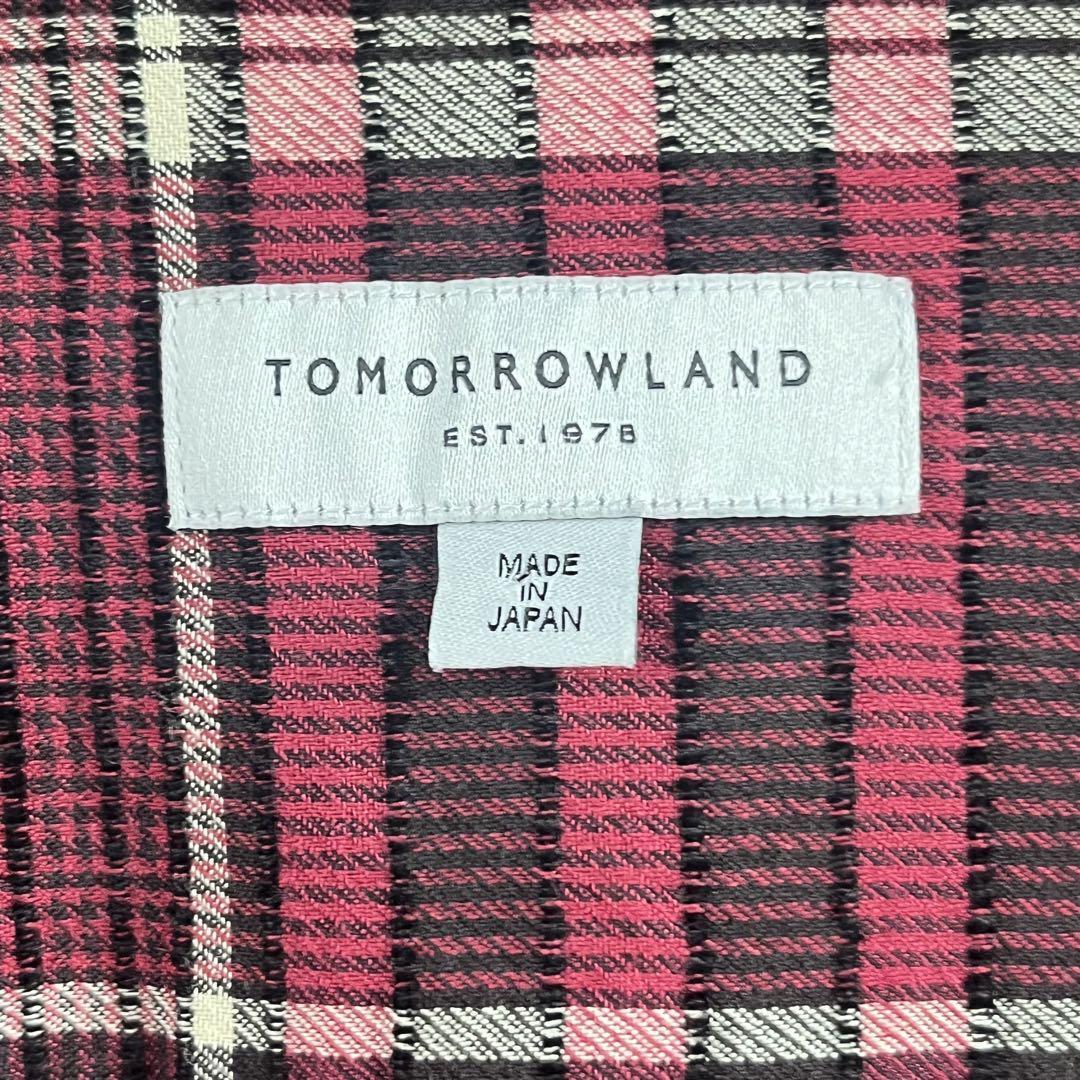 TOMORROWLAND
EST. 1978
MADE
IN
JAPAN